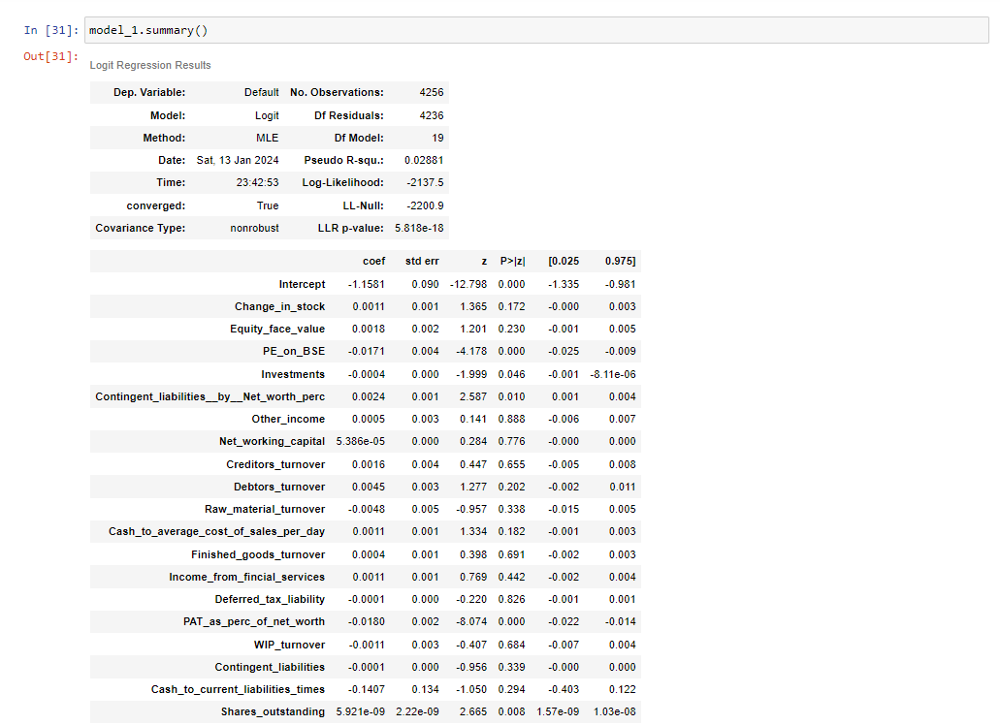 In [31]: model_1.summary()
Out[31]:
Logit Regression Results
Dep. Variable: Default No. Observations: 4256
Model: Logit Df Residuals: 4236
Method: MLE Df Model: 19
Date: Sat, 13 Jan 2024 Pseudo R-squ.: 0.02881
Time: 23:42:53 Log-Likelihood: -2137.5
converged: True LL-Null: -2200.9
Covariance Type: nonrobust LLR p-value: 5.818e-18
coef std err z P>|z| [0.025 0.975]
Intercept -1.1581 0.090 -12.798 0.000 -1.335 -0.981
Change_in_stock 0.0011 0.001 1.365 0.172 -0.000 0.003
Equity_face_value 0.0018 0.002 1.201 0.230 -0.001 0.005
PE_on_BSE -0.0171 0.004 -4.178 0.000 -0.025 -0.009
Investments -0.0004 0.000 -1.999 0.046 -0.001 -8.11e-06
Contingent_liabilities__by__Net_worth_perc 0.0024 0.001 2.587 0.010 0.001 0.004
Other_income 0.0005 0.003 0.141 0.888 -0.006 0.007
Net_working_capital 5.386e-05 0.000 0.284 0.776 -0.000 0.000
Creditors_turnover 0.0016 0.004 0.447 0.655 -0.005 0.008
Debtors_turnover 0.0045 0.003 1.277 0.202 -0.002 0.011
Raw_material_turnover -0.0048 0.005 -0.957 0.338 -0.015 0.005
Cash_to_average_cost_of_sales_per_day 0.0011 0.001 1.334 0.182 -0.001 0.003
Finished_goods_turnover 0.0004 0.001 0.398 0.691 -0.002 0.003
Income_from_fincial_services 0.0011 0.001 0.769 0.442 -0.002 0.004
Deferred_tax_liability -0.0001 0.000 -0.220 0.826 -0.001 0.001
PAT_as_perc_of_net_worth -0.0180 0.002 -8.074 0.000 -0.022 -0.014
WIP_turnover -0.0011 0.003 -0.407 0.684 -0.007 0.004
Contingent_liabilities -0.0001 0.000 -0.956 0.339 -0.000 0.000
Cash_to_current_liabilities_times -0.1407 0.134 -1.050 0.294 -0.403 0.122
Shares_outstanding 5.921e-09 2.22e-09 2.665 0.008 1.57e-09 1.03e-08